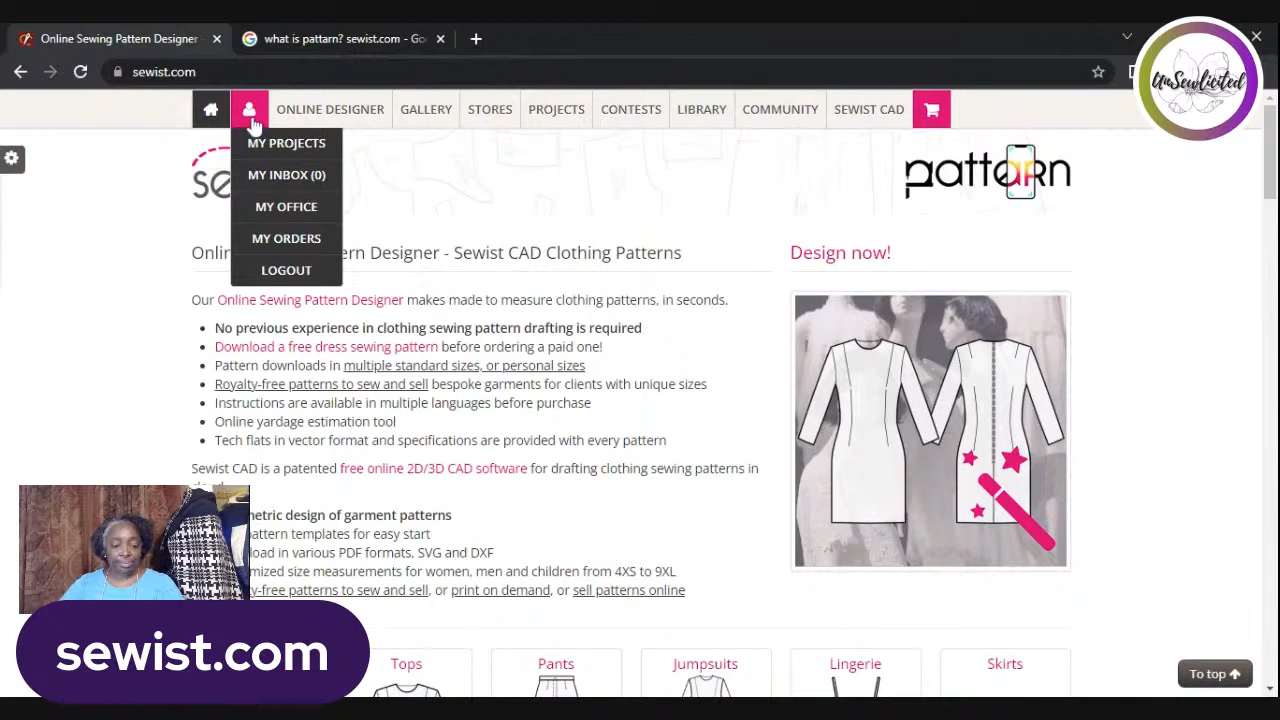 Online Sewing Pattern Designer
what is pattarn? sewist.com - Go
UnSewlicited
sewist.com
ONLINE DESIGNER
GALLERY
STORES
PROJECTS
CONTESTS
LIBRARY
COMMUNITY
SEWIST CAD
MY PROJECTS
MY INBOX (0)
MY OFFICE
MY ORDERS
LOGOUT
se
pattarn
Onli
rn Designer - Sewist CAD Clothing Patterns
Design now!
Our Online Sewing Pattern Designer makes made to measure clothing patterns, in seconds.
No previous experience in clothing sewing pattern drafting is required
Download a free dress sewing pattern before ordering a paid one!
Pattern downloads in multiple standard sizes, or personal sizes
Royalty-free patterns to sew and sell bespoke garments for clients with unique sizes
Instructions are available in multiple languages before purchase
Online yardage estimation tool
Tech flats in vector format and specifications are provided with every pattern
Sewist CAD is a patented free online 2D/3D CAD software for drafting clothing sewing patterns in
metric design of garment patterns
attern templates for easy start
load in various PDF formats, SVG and DXF
mized size measurements for women, men and children from 4XS to 9XL
ty-free patterns to sew and sell, or print on demand, or sell patterns online
sewist.com
Tops
Pants
Jumpsuits
Lingerie
Skirts
To top